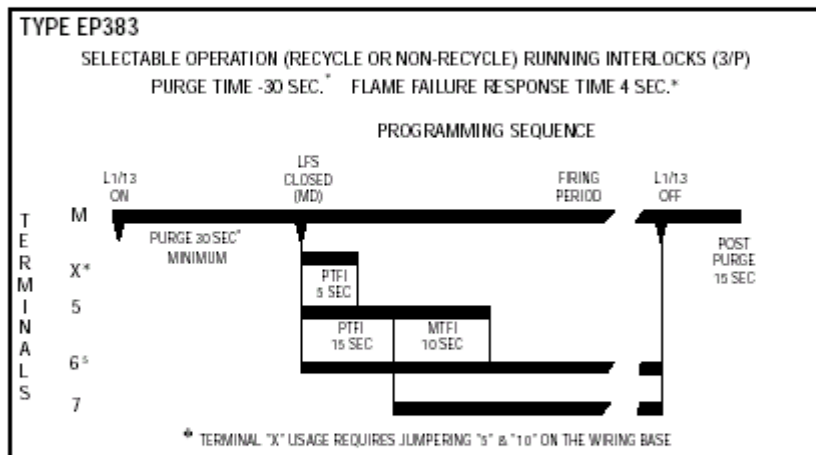 TYPE EP383
SELECTABLE OPERATION (RECYCLE OR NON-RECYCLE) RUNNING INTERLOCKS (3/P)
PURGE TIME -30 SEC.* FLAME FAILURE RESPONSE TIME 4 SEC.*
PROGRAMMING SEQUENCE
L1/13
ON
LFS
CLOSED
(MD)
FIRING
PERIOD
L1/13
OFF
TERMINALS
M
PURGE 30 SEC*
MINIMUM
POST
PURGE
15 SEC
X*
PTFI
5 SEC
5
PTFI
15 SEC
MTFI
10 SEC
6⁵
7
* TERMINAL "X" USAGE REQUIRES JUMPERING "5" & "10" ON THE WIRING BASE